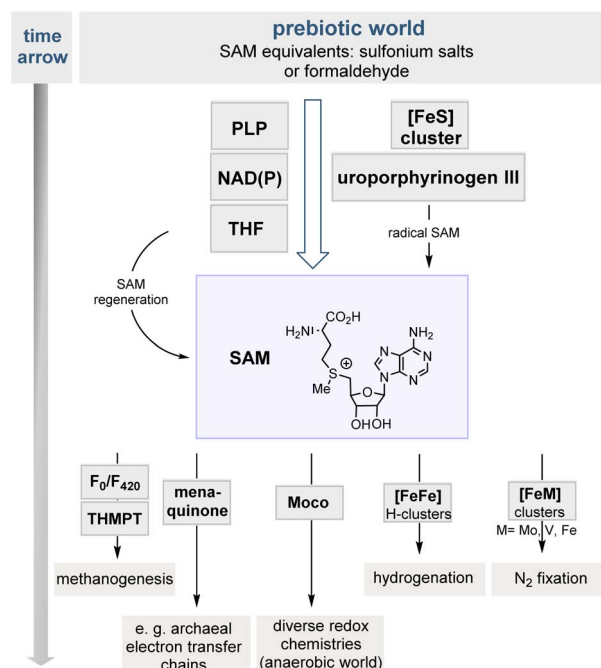 time
arrow
prebiotic world
SAM equivalents: sulfonium salts
or formaldehyde
PLP
NAD(P)
THF
[FeS]
cluster
uroporphyrinogen III
radical SAM
SAM
regeneration
SAM
H₂N
CO₂H
S
⊕
Me
O
OH
OH
N
N
N
N
NH₂
F₀/F₄₂₀
THMPT
methanogenesis
mena-
quinone
e. g. archaeal
electron transfer
chains
Moco
diverse redox
chemistries
(anaerobic world)
[FeFe]
H-clusters
hydrogenation
[FeM]
clusters
M= Mo, V, Fe
N₂ fixation